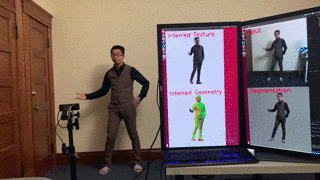 Inferred Texture
Input
Inferred Geometry
Segmentation